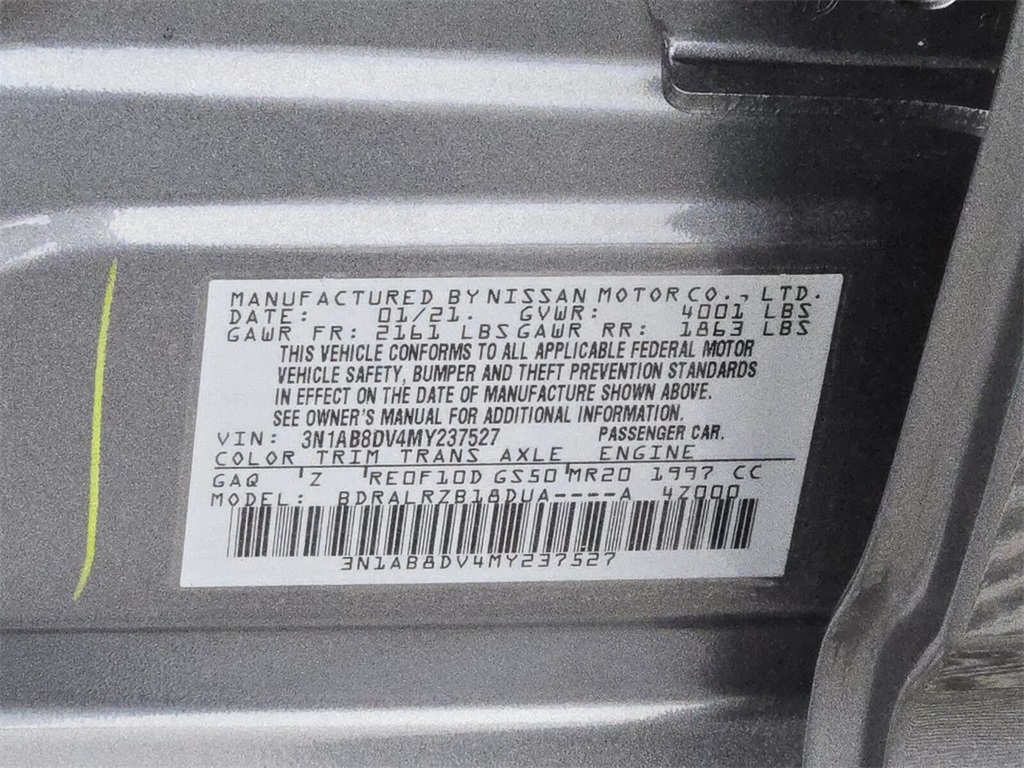 MANUFACTURED BY NISSAN MOTOR CO., LTD.
DATE: 01/21. GVWR: 4001 LBS
GAWR FR: 2161 LBS GAWR RR: 1863 LBS
THIS VEHICLE CONFORMS TO ALL APPLICABLE FEDERAL MOTOR
VEHICLE SAFETY, BUMPER AND THEFT PREVENTION STANDARDS
IN EFFECT ON THE DATE OF MANUFACTURE SHOWN ABOVE.
SEE OWNER'S MANUAL FOR ADDITIONAL INFORMATION.
VIN: 3N1AB8DV4MY237527 PASSENGER CAR.
COLOR TRIM TRANS AXLE ENGINE
GAQ Z RE0F10D GS50 MR20 1997 CC
MODEL: BDRALRZB18DUA----A 4Z000
3N1AB8DV4MY237527